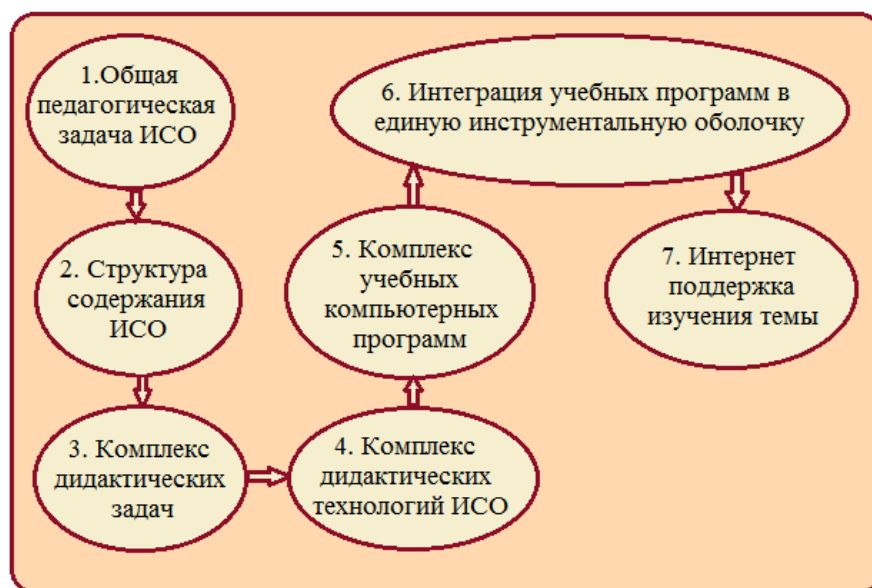 1.Общая
педагогическая
задача ИСО
2. Структура
содержания
ИСО
3. Комплекс
дидактических
задач
4. Комплекс
дидактических
технологий ИСО
5. Комплекс
учебных
компьютерных
программ
6. Интеграция учебных программ в
единую инструментальную оболочку
7. Интернет
поддержка
изучения темы